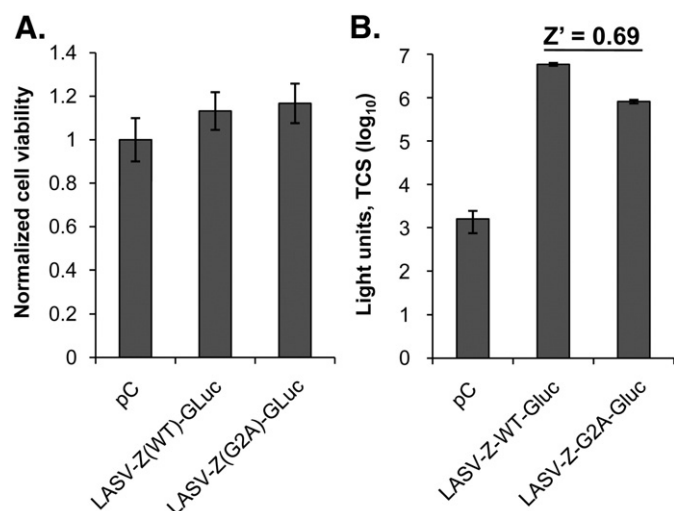 A.
Normalized cell viability
1.4
1.2
1
0.8
0.6
0.4
0.2
0
pC
LASV-Z(WT)-GLuc
LASV-Z(G2A)-GLuc
B.
Z’ = 0.69
Light units, TCS (log10)
7
6
5
4
3
2
1
0
pC
LASV-Z-WT-Gluc
LASV-Z-G2A-Gluc